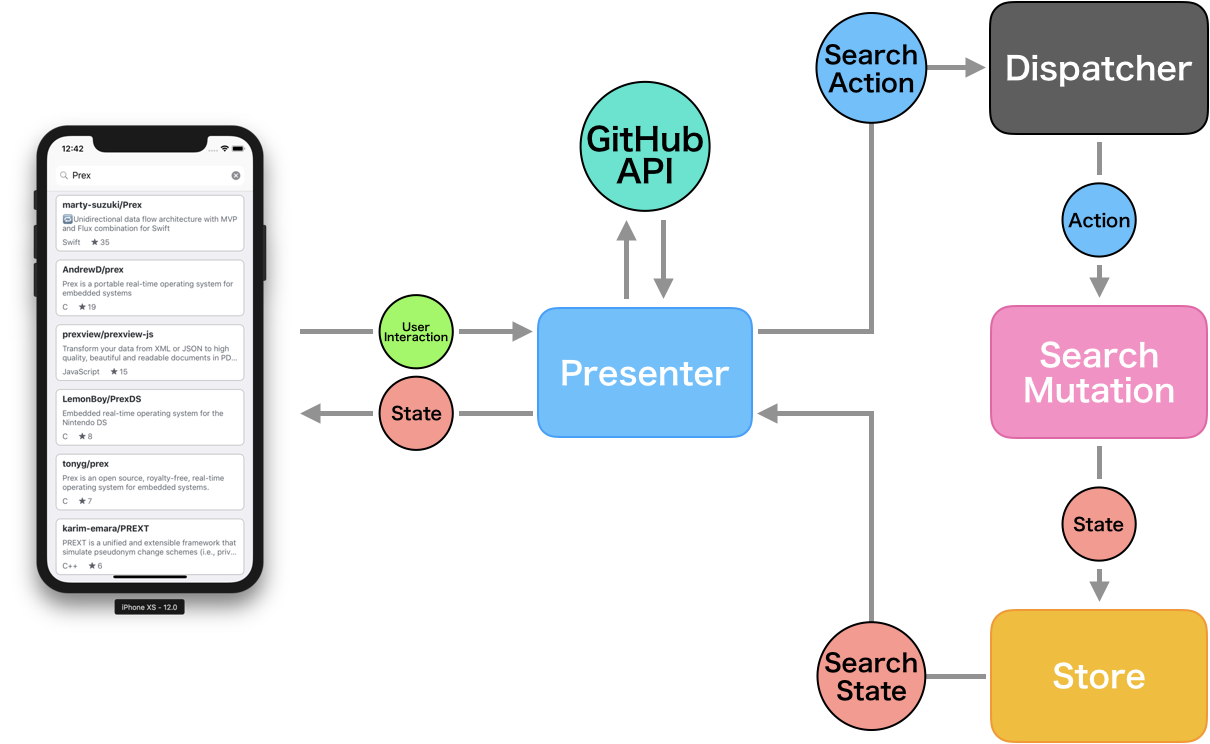 12:42
Prex
marty-suzuki/Prex
🔁Unidirectional data flow architecture with MVP
and Flux combination for Swift
Swift ★ 35
AndrewD/prex
Prex is a portable real-time operating system for
embedded systems
C ★ 19
prexview/prexview-js
Transform your data from XML or JSON to high
quality, beautiful and readable documents in PD...
JavaScript ★ 15
LemonBoy/PrexDS
Embedded real-time operating system for the
Nintendo DS
C ★ 8
tonyg/prex
Prex is an open source, royalty-free, real-time
operating system for embedded systems.
C ★ 7
karim-emara/PREXT
PREXT is a unified and extensible framework that
simulate pseudonym change schemes (i.e., priv...
C++ ★ 6
iPhone XS - 12.0
User
Interaction
State
GitHub
API
Presenter
Search
Action
Dispatcher
Action
Search
Mutation
State
Store
Search
State